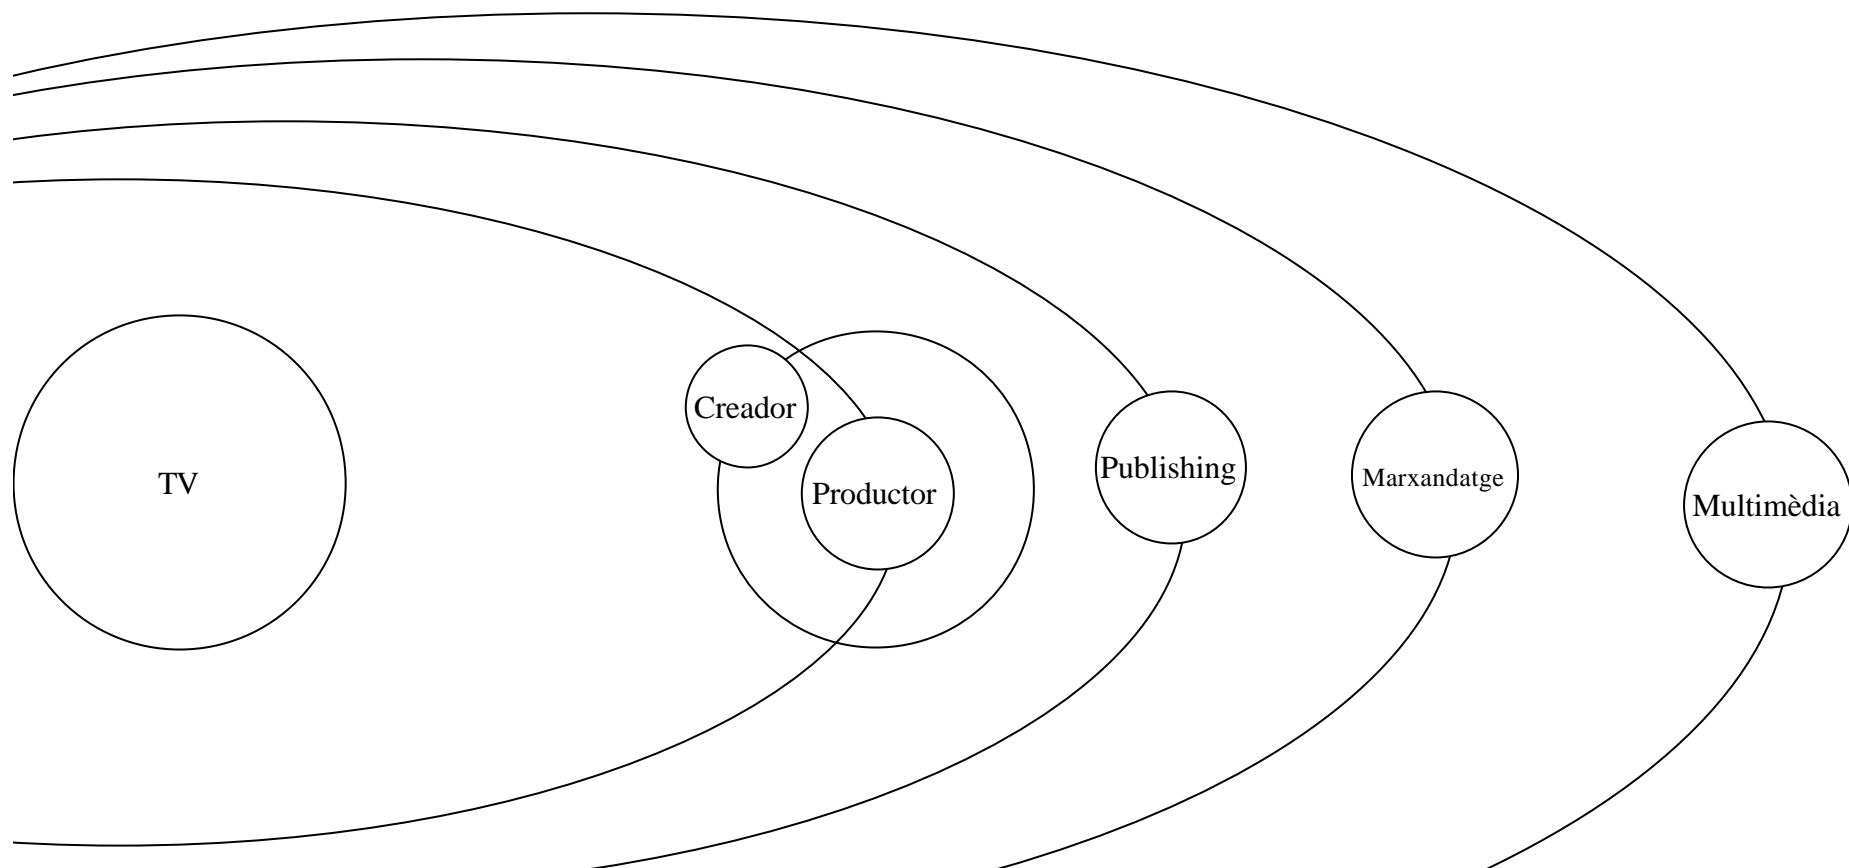 TV
Creador
Productor
Publishing
Marxandatge
Multimèdia